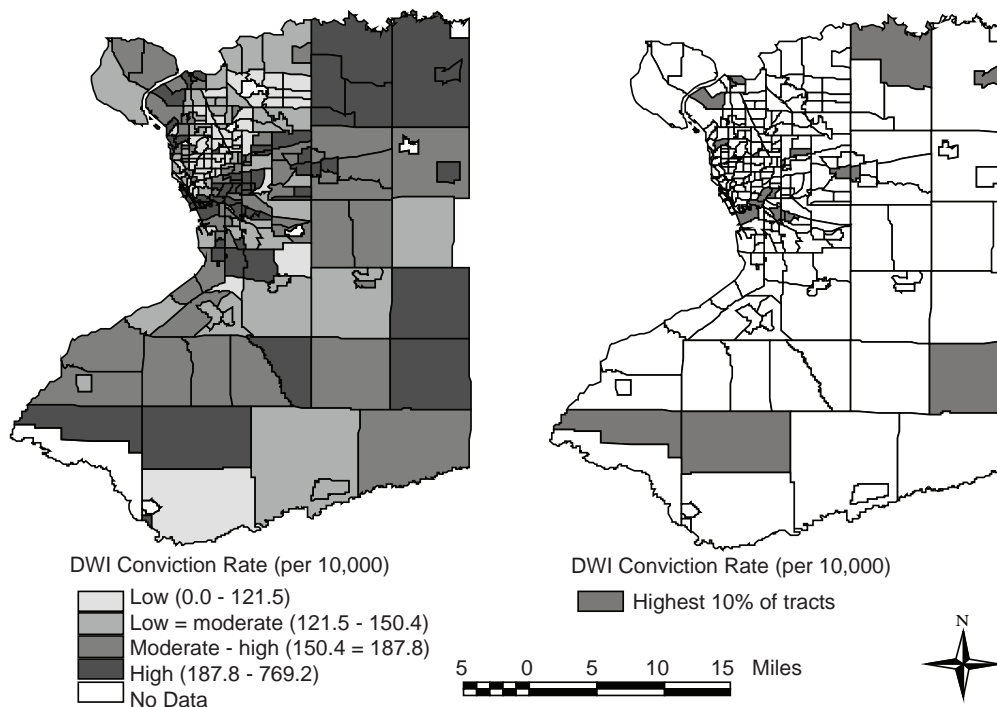 DWI Conviction Rate (per 10,000)
Low (0.0 - 121.5)
Low = moderate (121.5 - 150.4)
Moderate - high (150.4 = 187.8)
High (187.8 - 769.2)
No Data
DWI Conviction Rate (per 10,000)
Highest 10% of tracts
5 0 5 10 15 Miles
N